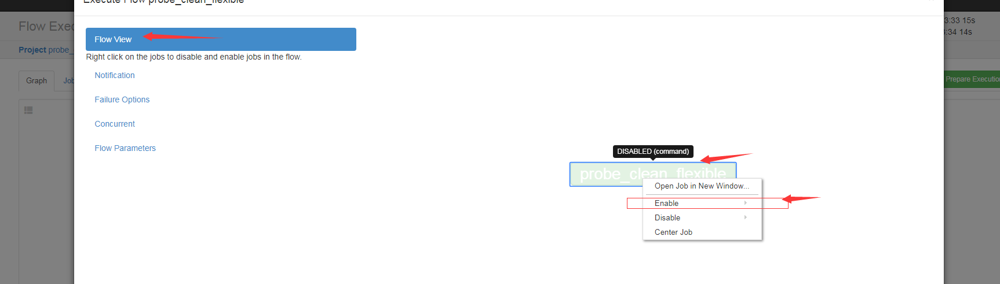 Execute Flow probe_clean_flexible
Flow Exec
3:33 15s
:34 14s
Project probe_
Flow View
Right click on the jobs to disable and enable jobs in the flow.
Notification
Graph
Job
Prepare Execution
Failure Options
Concurrent
Flow Parameters
DISABLED (command)
probe_clean_flexible
Open Job in New Window...
Enable
Disable
Center Job